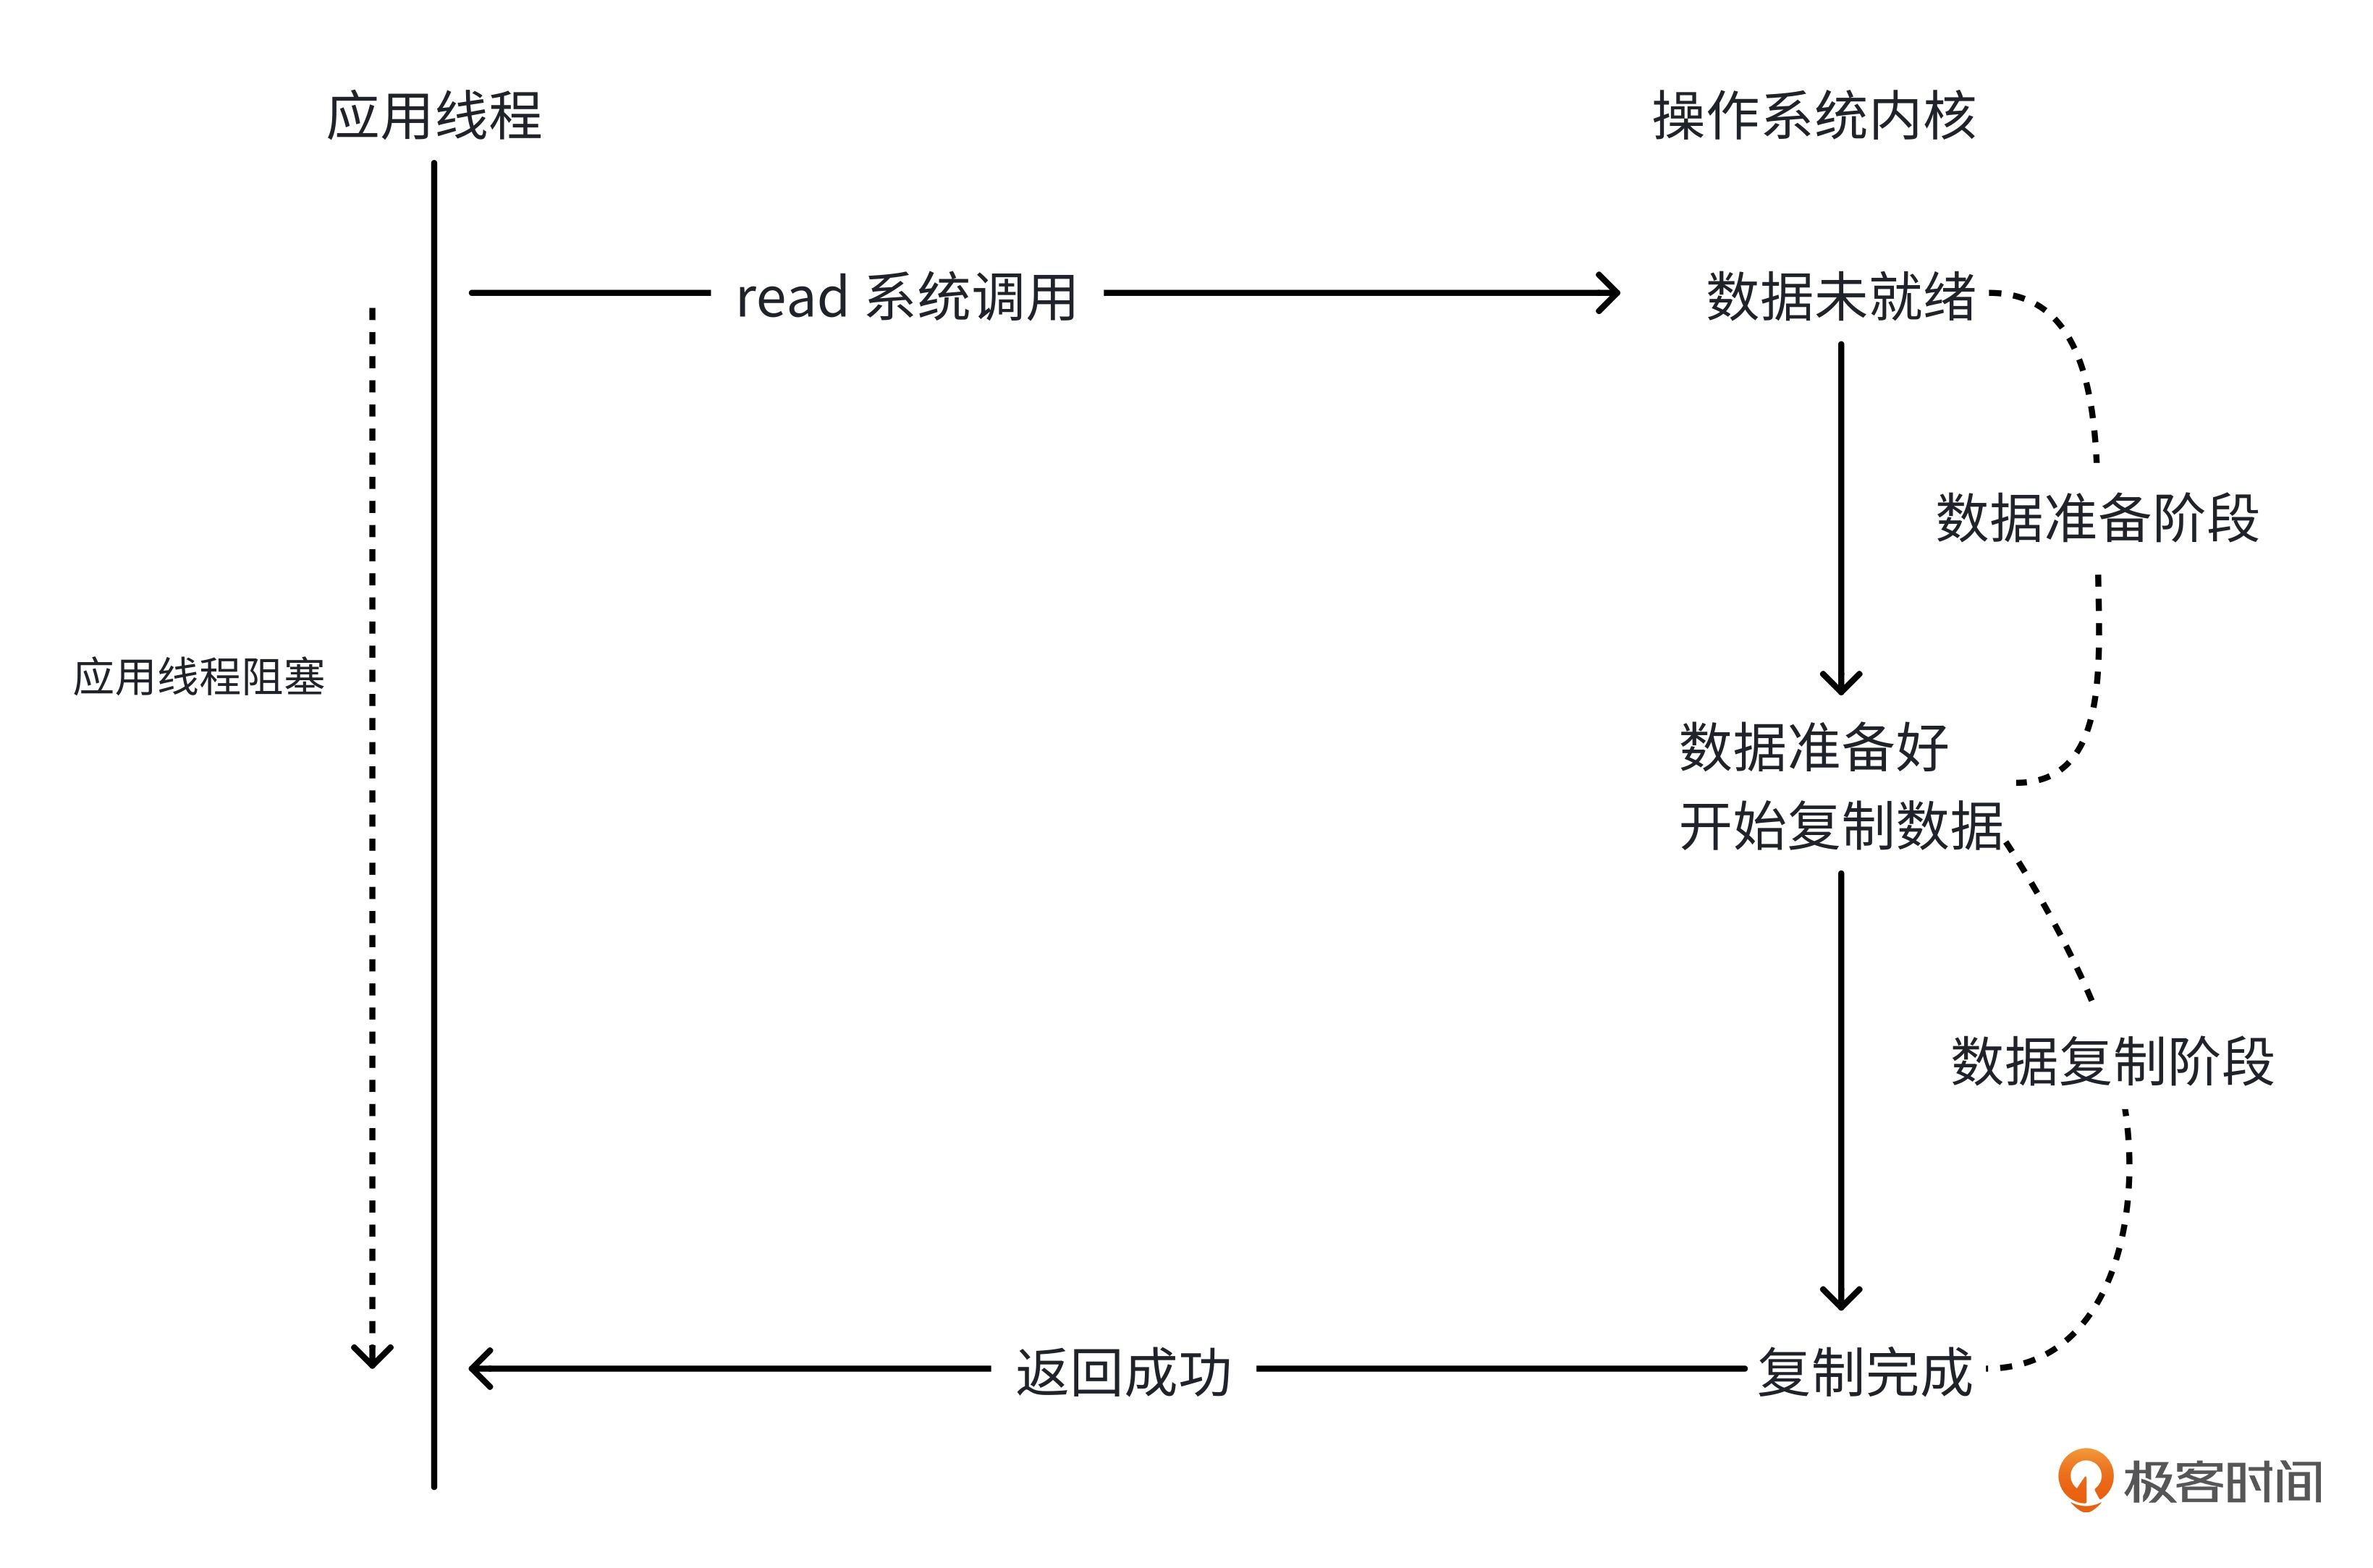 应用线程
操作系统内核
read 系统调用
数据未就绪
数据准备阶段
应用线程阻塞
数据准备好
开始复制数据
数据复制阶段
返回成功
复制完成
极客时间